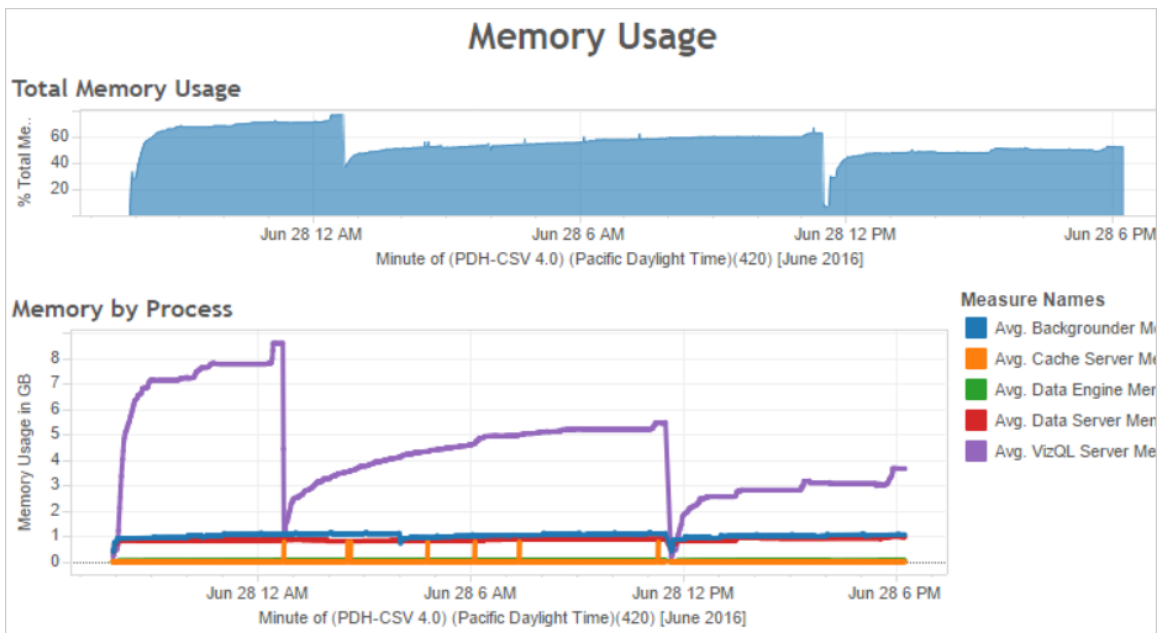 Memory Usage
Total Memory Usage
% Total Me..
60
40
20
Jun 28 12 AM
Jun 28 6 AM
Jun 28 12 PM
Jun 28 6 PM
Minute of (PDH-CSV 4.0) (Pacific Daylight Time)(420) [June 2016]
Memory by Process
Memory Usage in GB
8
7
6
5
4
3
2
1
0
Jun 28 12 AM
Jun 28 6 AM
Jun 28 12 PM
Jun 28 6 PM
Minute of (PDH-CSV 4.0) (Pacific Daylight Time)(420) [June 2016]
Measure Names
Avg. Backgrounder Me
Avg. Cache Server Me
Avg. Data Engine Mem
Avg. Data Server Mem
Avg. VizQL Server Me